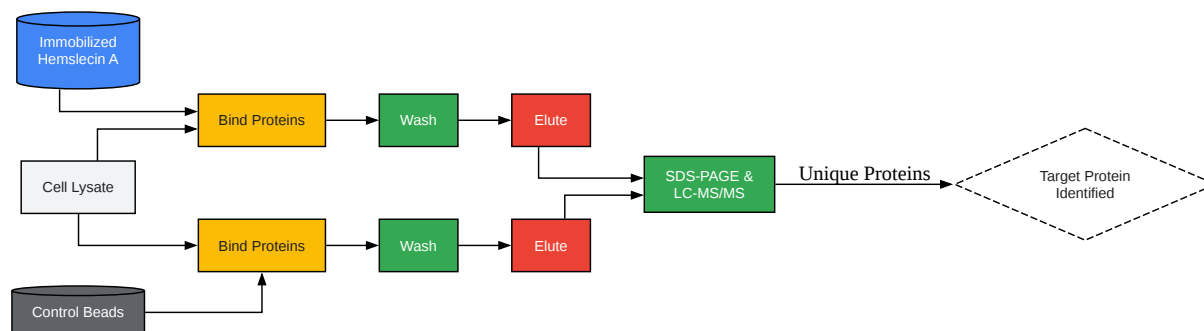 Immobilized
Hemslecin A
Bind Proteins
Wash
Elute
Cell Lysate
SDS-PAGE &
LC-MS/MS
Unique Proteins
Target Protein
Identified
Bind Proteins
Wash
Elute
Control Beads